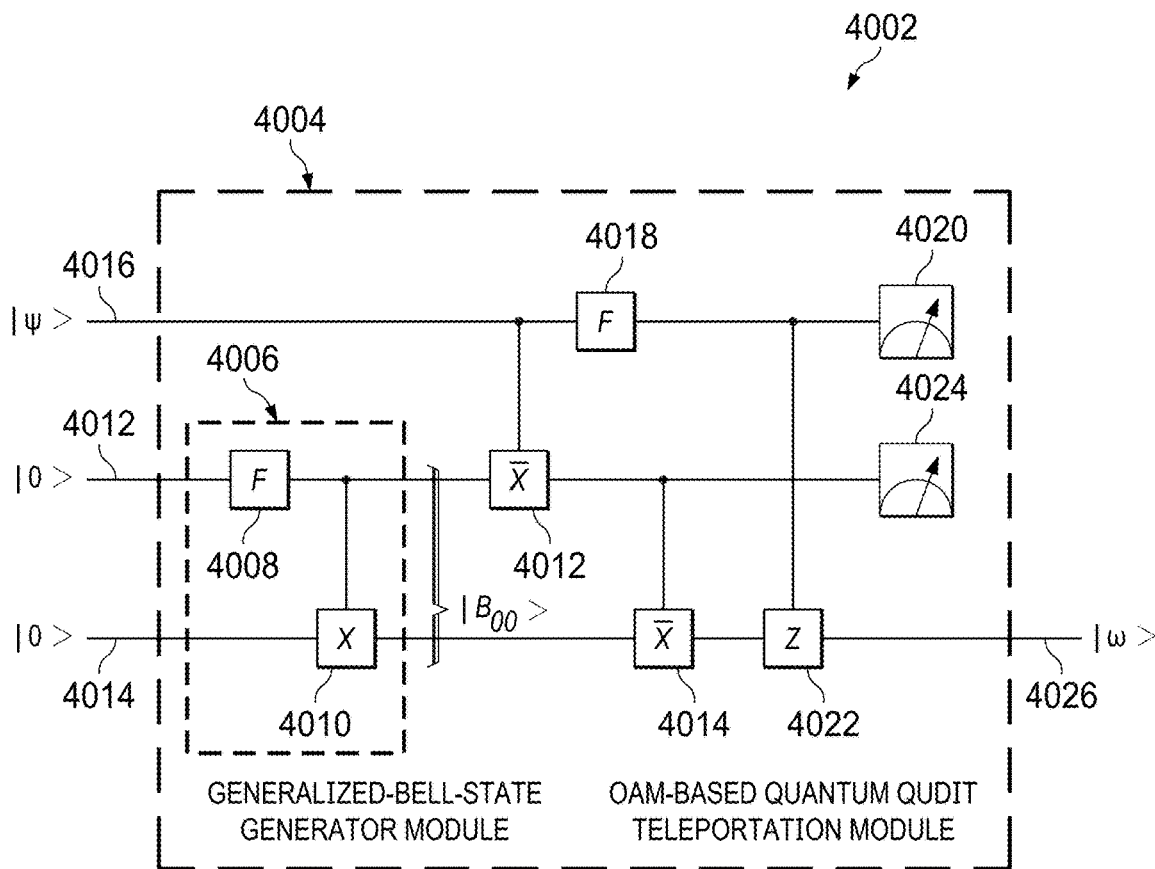 4002
4004
4018
4020
4016
|ψ >
F
4006
4024
4012
|0 >
F
X̅
4008
4012
|B00 >
|0 >
X
X̅
Z
|ω >
4014
4010
4014
4022
4026
GENERALIZED-BELL-STATE
GENERATOR MODULE
OAM-BASED QUANTUM QUDIT
TELEPORTATION MODULE